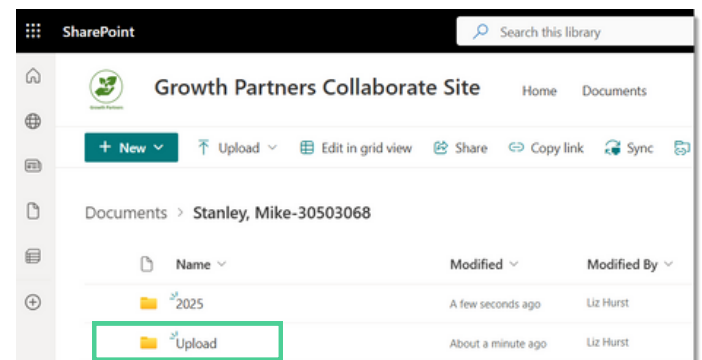 SharePoint
Search this library
Growth Partners
Growth Partners Collaborate Site
Home
Documents
+ New
Upload
Edit in grid view
Share
Copy link
Sync
Documents > Stanley, Mike-30503068
Name
Modified
Modified By
2025
A few seconds ago
Liz Hurst
Upload
About a minute ago
Liz Hurst